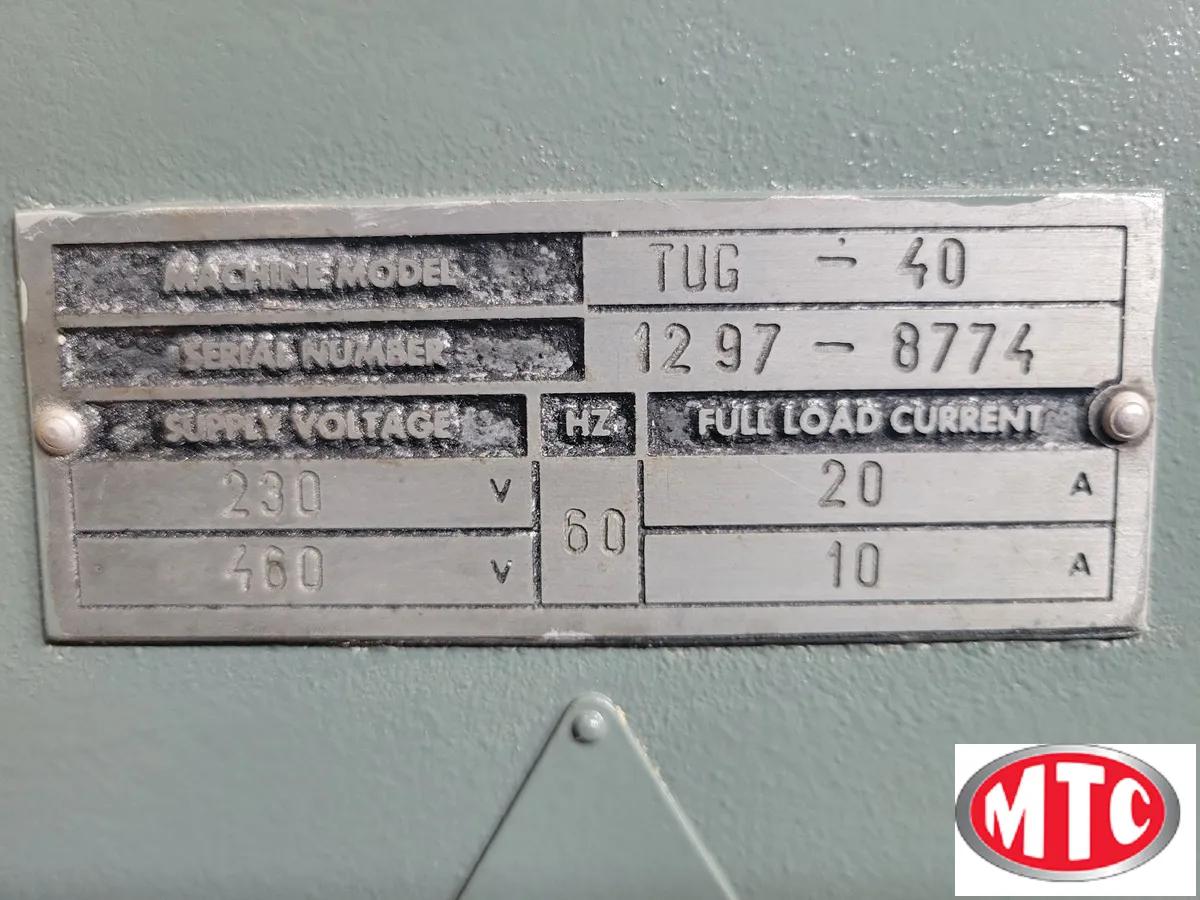 MACHINE MODEL TUG - 40
SERIAL NUMBER 1297 - 8774
SUPPLY VOLTAGE HZ FULL LOAD CURRENT
230 V 60 20 A
460 V 10 A
MTC